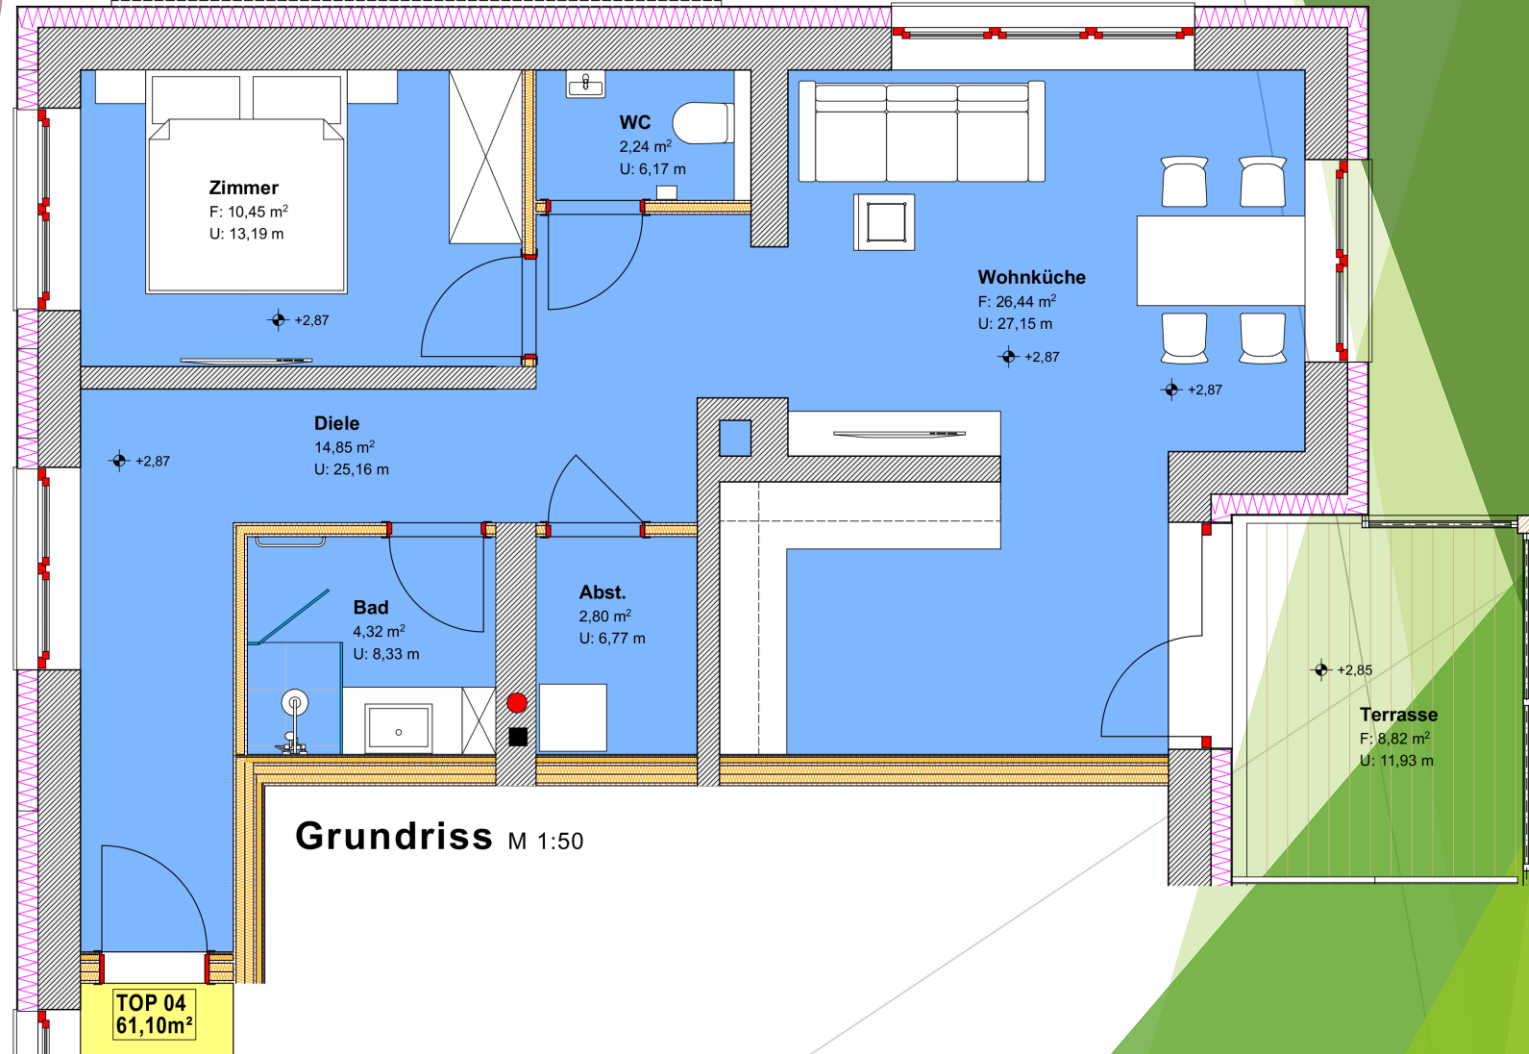 WC
2,24 m²
U: 6,17 m
Zimmer
F: 10,45 m²
U: 13,19 m
+2,87
Wohnküche
F: 26,44 m²
U: 27,15 m
+2,87
+2,87
Diele
14,85 m²
U: 25,16 m
+2,87
Bad
4,32 m²
U: 8,33 m
Abst.
2,80 m²
U: 6,77 m
+2,85
Terrasse
F: 8,82 m²
U: 11,93 m
Grundriss M 1:50
TOP 04
61,10m²